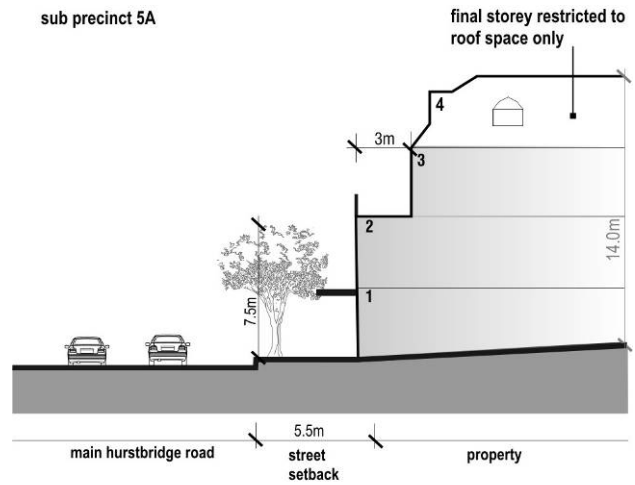 sub precinct 5A
final storey restricted to
roof space only
4
3m
3
2
14.0m
7.5m
1
5.5m
main hurstbridge road
street
setback
property